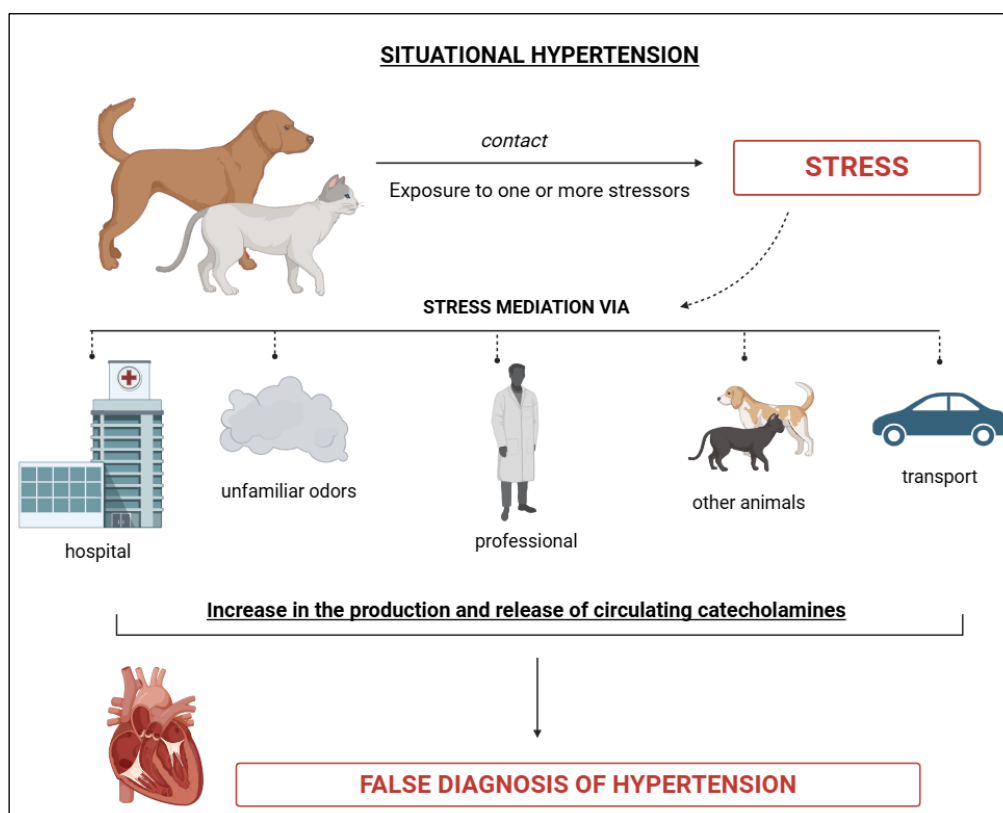 SITUATIONAL HYPERTENSION
contact
Exposure to one or more stressors
STRESS
STRESS MEDIATION VIA
hospital
unfamiliar odors
professional
other animals
transport
Increase in the production and release of circulating catecholamines
FALSE DIAGNOSIS OF HYPERTENSION